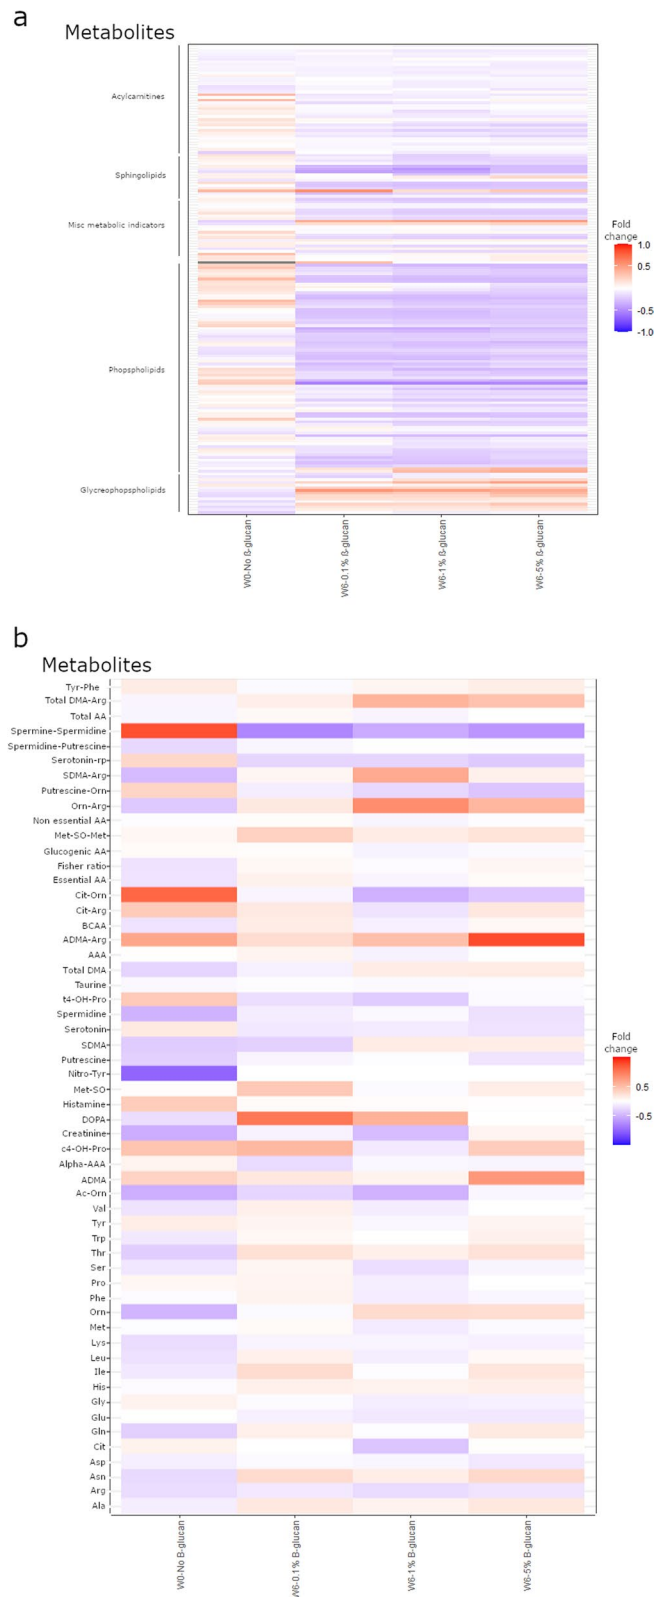 a
Metabolites
Acylcarnitines
Sphingolipids
Misc metabolic indicators
Phopspholipids
Glycreophopspholipids
Fold
change
1.0
0.5
0.0
-0.5
-1.0
W0-No ß-glucan
W6-0.1% ß-glucan
W6-1% ß-glucan
W6-5% ß-glucan
b
Metabolites
Tyr-Phe
Total DMA-Arg
Total AA
Spermine-Spermidine
Spermidine-Putrescine
Serotonin-rp
SDMA-Arg
Putrescine-Orn
Orn-Arg
Non essential AA
Met-SO-Met
Glucogenic AA
Fisher ratio
Essential AA
Cit-Orn
Cit-Arg
BCAA
ADMA-Arg
AAA
Total DMA
Taurine
t4-OH-Pro
Spermidine
Serotonin
SDMA
Putrescine
Nitro-Tyr
Met-SO
Histamine
DOPA
Creatinine
c4-OH-Pro
Alpha-AAA
ADMA
Ac-Orn
Val
Tyr
Trp
Thr
Ser
Pro
Phe
Orn
Met
Lys
Leu
Ile
His
Gly
Glu
Gln
Cit
Asp
Asn
Arg
Ala
Fold
change
0.5
-0.5
W0-No B-glucan
W6-0.1% B-glucan
W6-1% B-glucan
W6-5% B-glucan